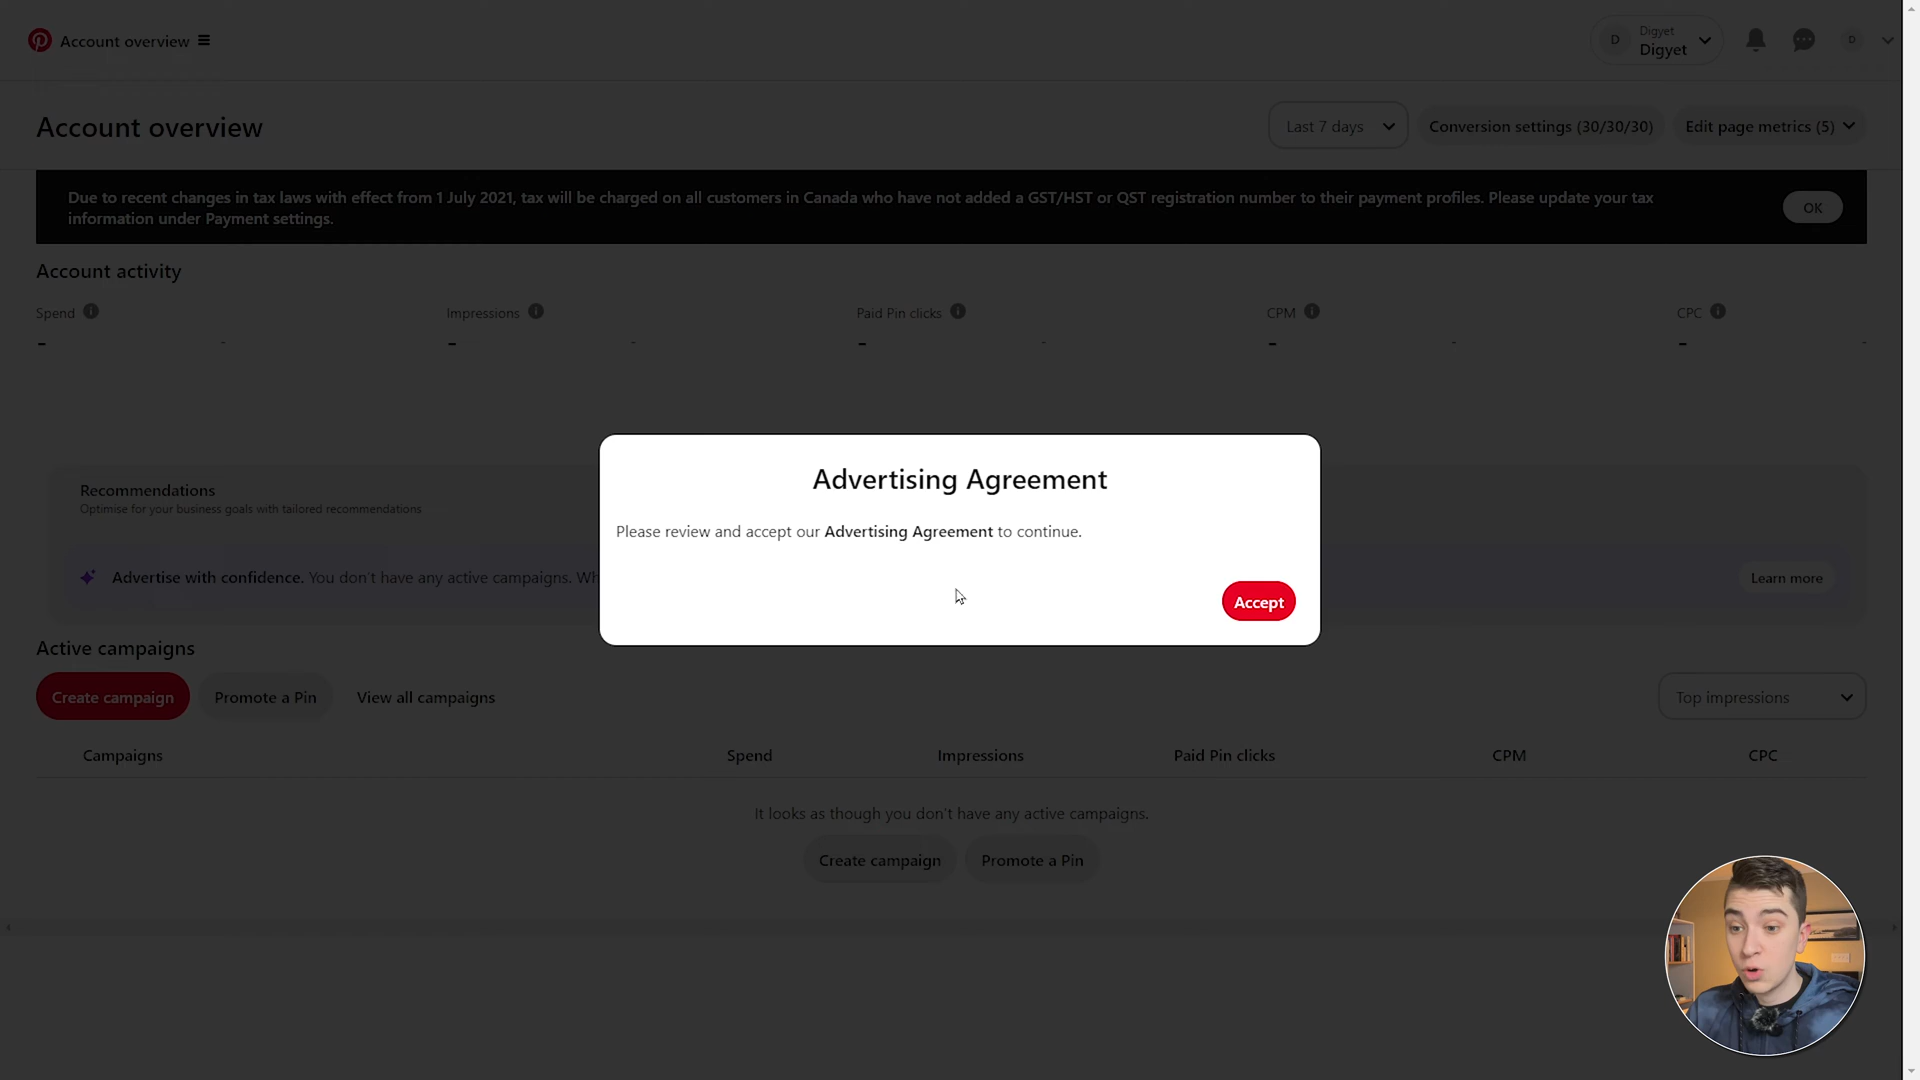 Account overview
D
Digyet
Digyet
D
Account overview
Last 7 days
Conversion settings (30/30/30)
Edit page metrics (5)
Due to recent changes in tax laws with effect from 1 July 2021, tax will be charged on all customers in Canada who have not added a GST/HST or QST registration number to their payment profiles. Please update your tax
information under Payment settings.
OK
Account activity
Spend
Impressions
Paid Pin clicks
CPM
CPC
-
-
-
-
-
-
-
-
-
-
Advertising Agreement
Please review and accept our Advertising Agreement to continue.
Accept
Recommendations
Optimise for your business goals with tailored recommendations
Advertise with confidence. You don't have any active campaigns. Wh
Learn more
Active campaigns
Create campaign
Promote a Pin
View all campaigns
Top impressions
Campaigns
Spend
Impressions
Paid Pin clicks
CPM
CPC
It looks as though you don't have any active campaigns.
Create campaign
Promote a Pin